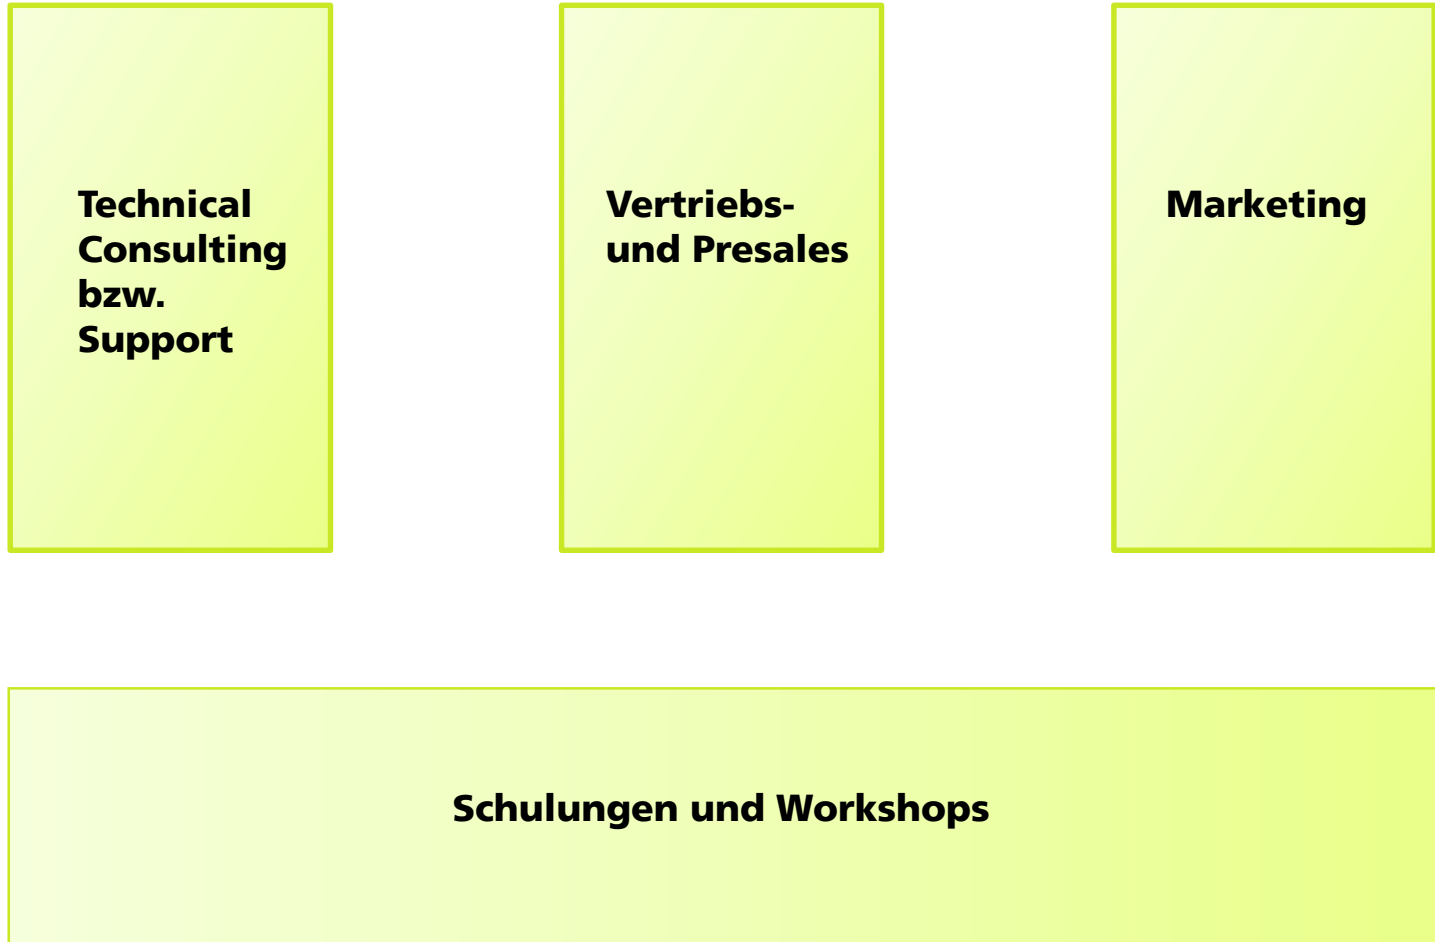 Technical
Consulting
bzw.
Support
Vertriebs-
und Presales
Marketing
Schulungen und Workshops